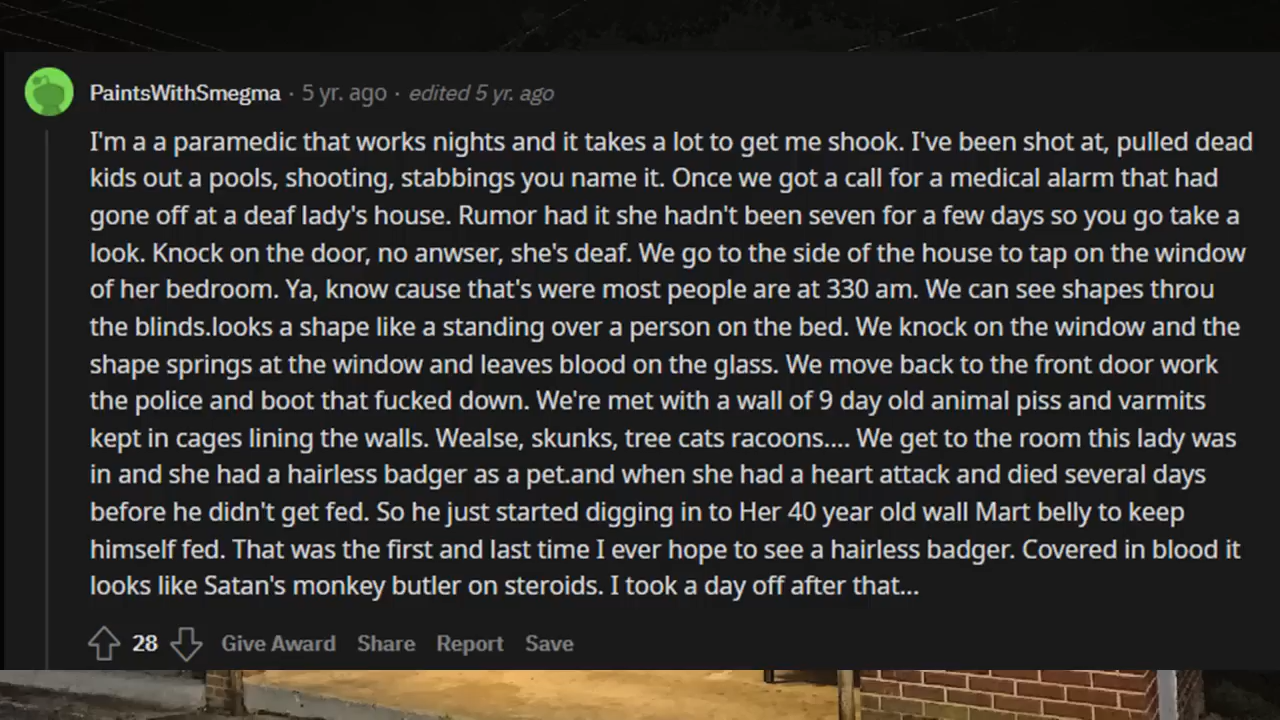 PaintsWithSmegma · 5 yr. ago · edited 5 yr. ago
I'm a a paramedic that works nights and it takes a lot to get me shook. I've been shot at, pulled dead
kids out a pools, shooting, stabbings you name it. Once we got a call for a medical alarm that had
gone off at a deaf lady's house. Rumor had it she hadn't been seven for a few days so you go take a
look. Knock on the door, no anwser, she's deaf. We go to the side of the house to tap on the window
of her bedroom. Ya, know cause that's were most people are at 330 am. We can see shapes throu
the blinds.looks a shape like a standing over a person on the bed. We knock on the window and the
shape springs at the window and leaves blood on the glass. We move back to the front door work
the police and boot that fucked down. We're met with a wall of 9 day old animal piss and varmits
kept in cages lining the walls. Wealse, skunks, tree cats racoons.... We get to the room this lady was
in and she had a hairless badger as a pet.and when she had a heart attack and died several days
before he didn't get fed. So he just started digging in to Her 40 year old wall Mart belly to keep
himself fed. That was the first and last time I ever hope to see a hairless badger. Covered in blood it
looks like Satan's monkey butler on steroids. I took a day off after that...
28 Give Award Share Report Save